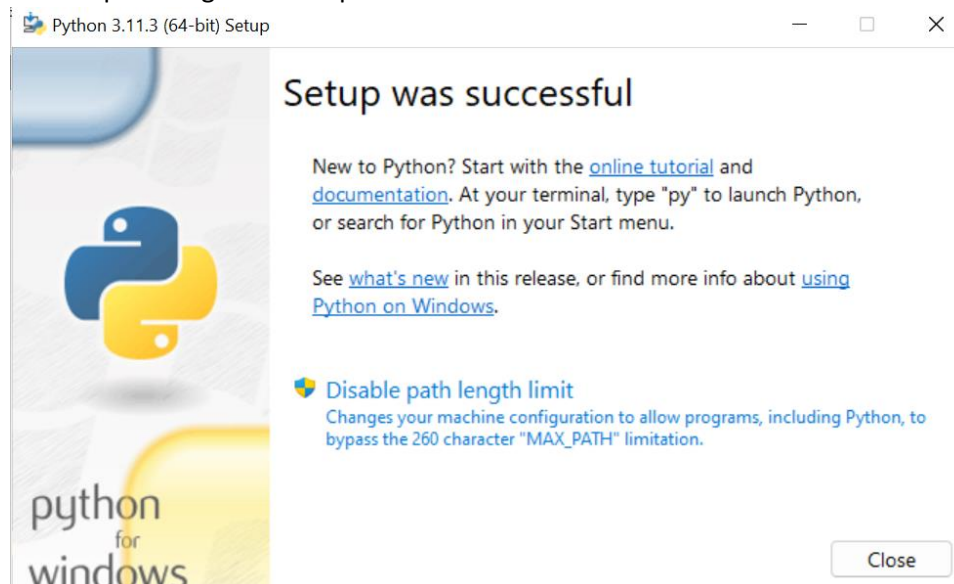 Python 3.11.3 (64-bit) Setup
Setup was successful
New to Python? Start with the online tutorial and
documentation. At your terminal, type "py" to launch Python,
or search for Python in your Start menu.
See what's new in this release, or find more info about using
Python on Windows.
Disable path length limit
Changes your machine configuration to allow programs, including Python, to
bypass the 260 character "MAX_PATH" limitation.
python
for
windows
Close